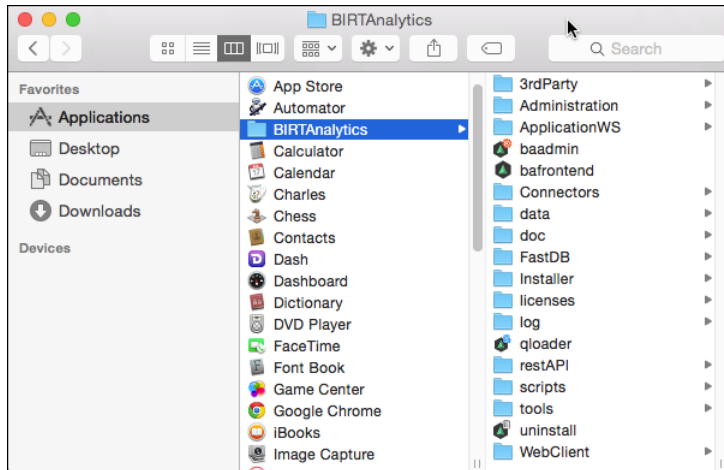 BIRTAnalytics
Search
Favorites
Applications
Desktop
Documents
Downloads
Devices
App Store
Automator
BIRTAnalytics
Calculator
Calendar
Charles
Chess
Contacts
Dash
Dashboard
Dictionary
DVD Player
FaceTime
Font Book
Game Center
Google Chrome
iBooks
Image Capture
3rdParty
Administration
ApplicationWS
baadmin
bafrontend
Connectors
data
doc
FastDB
Installer
licenses
log
qloader
restAPI
scripts
tools
uninstall
WebClient